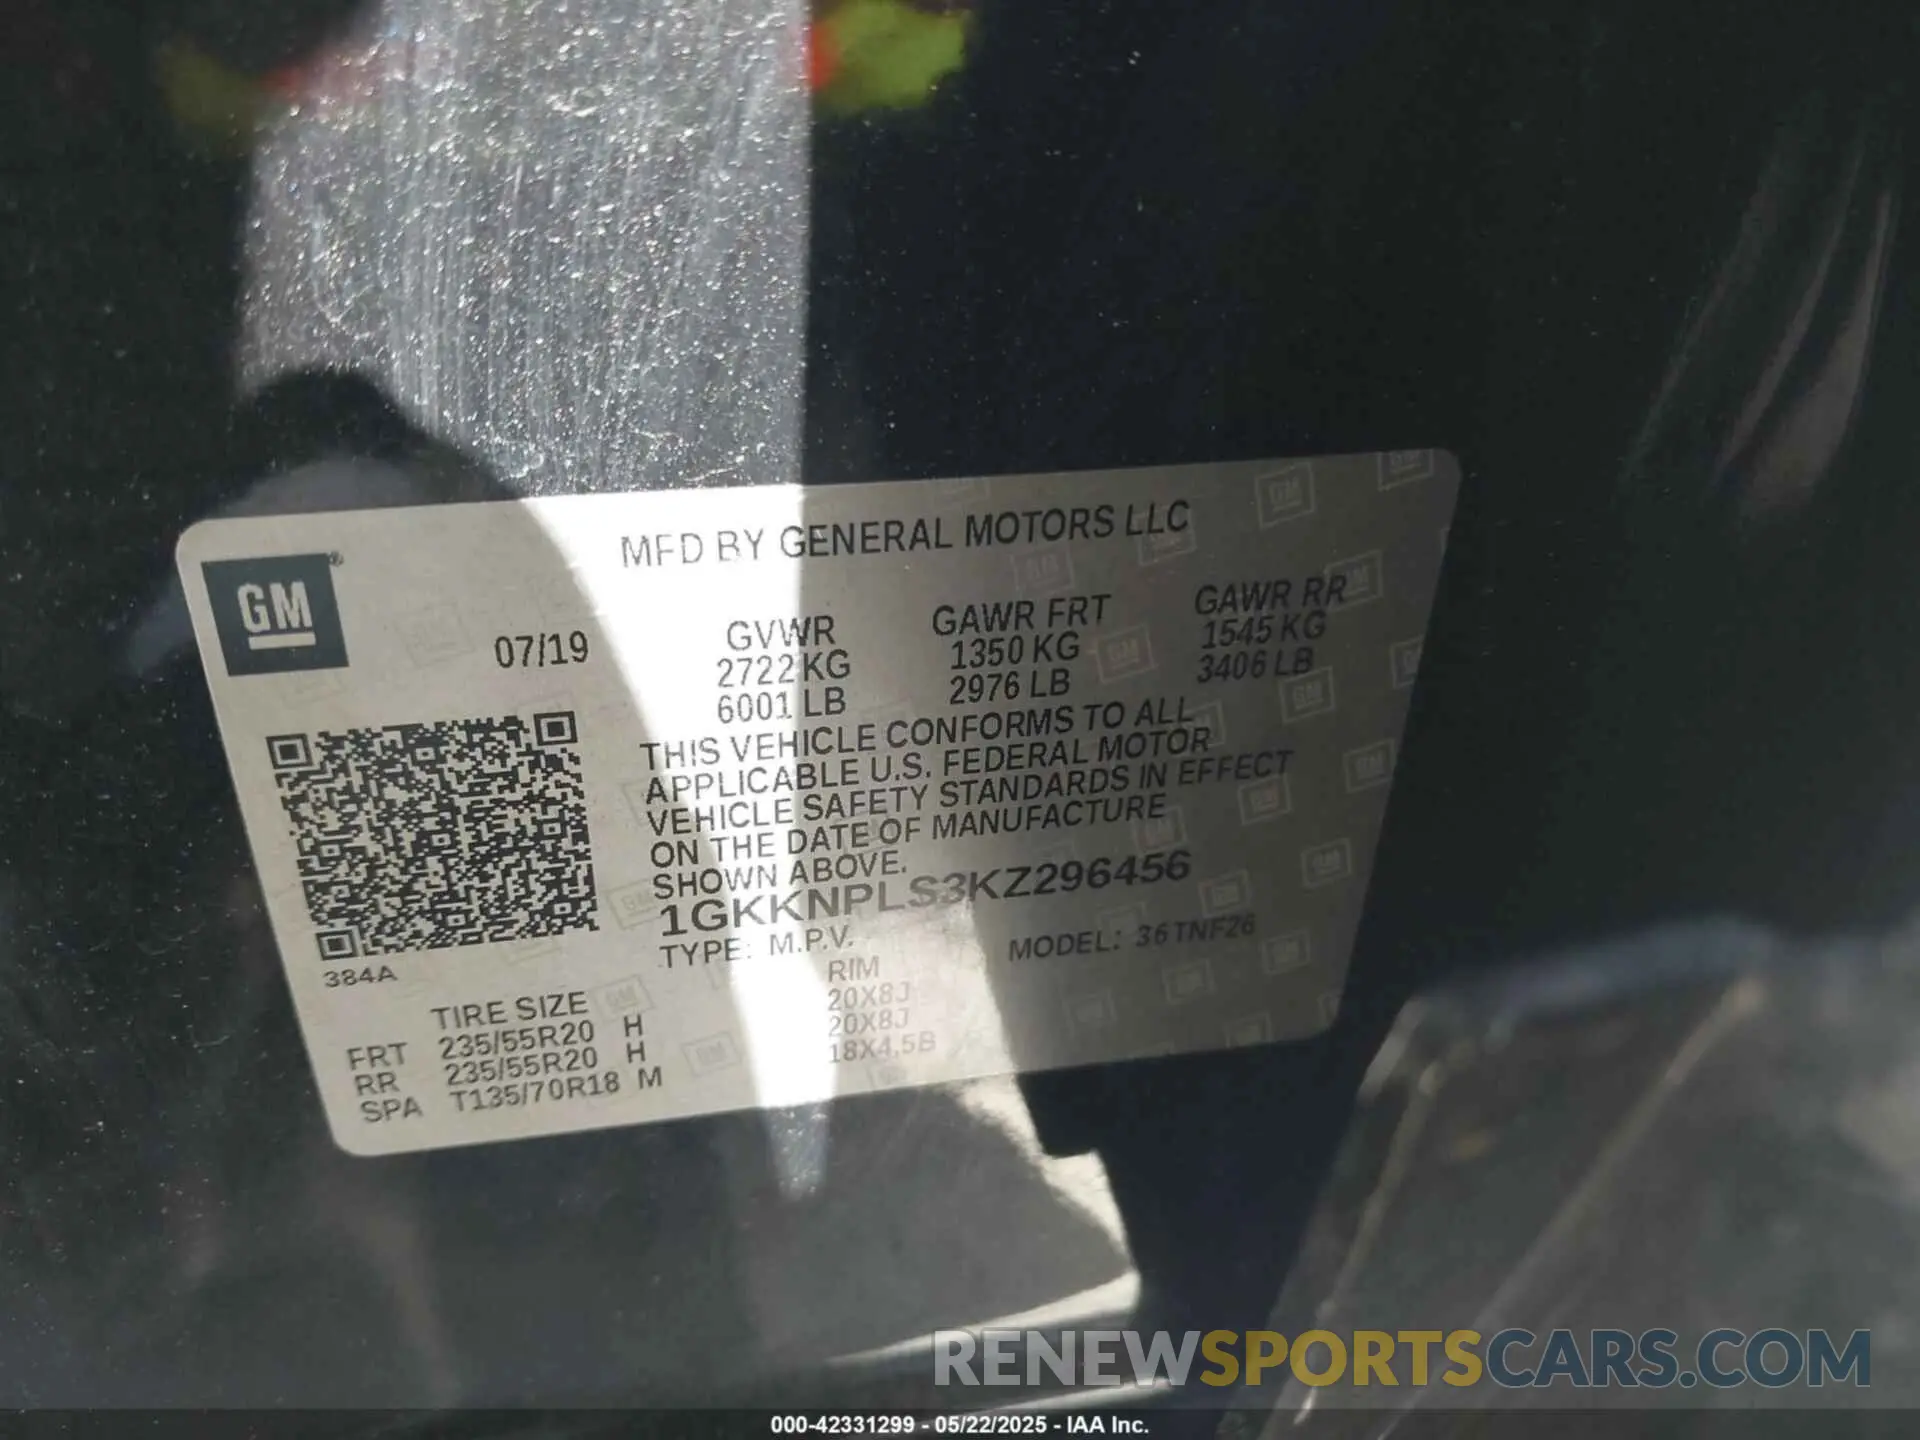 MFD BY GENERAL MOTORS LLC
GM
07/19
GVWR GAWR FRT GAWR RR
2722 KG 1350 KG 1545 KG
6001 LB 2976 LB 3406 LB
THIS VEHICLE CONFORMS TO ALL
APPLICABLE U.S. FEDERAL MOTOR
VEHICLE SAFETY STANDARDS IN EFFECT
ON THE DATE OF MANUFACTURE
SHOWN ABOVE.
1GKKNPLS3KZ296456
TYPE: M.P.V. MODEL: 36TNF26
384A
TIRE SIZE RIM
FRT 235/55R20 H 20X8J
RR 235/55R20 H 20X8J
SPA T135/70R18 M 18X4.5B
RENEWSPORTSCARS.COM
000-42331299 - 05/22/2025 - IAA Inc.